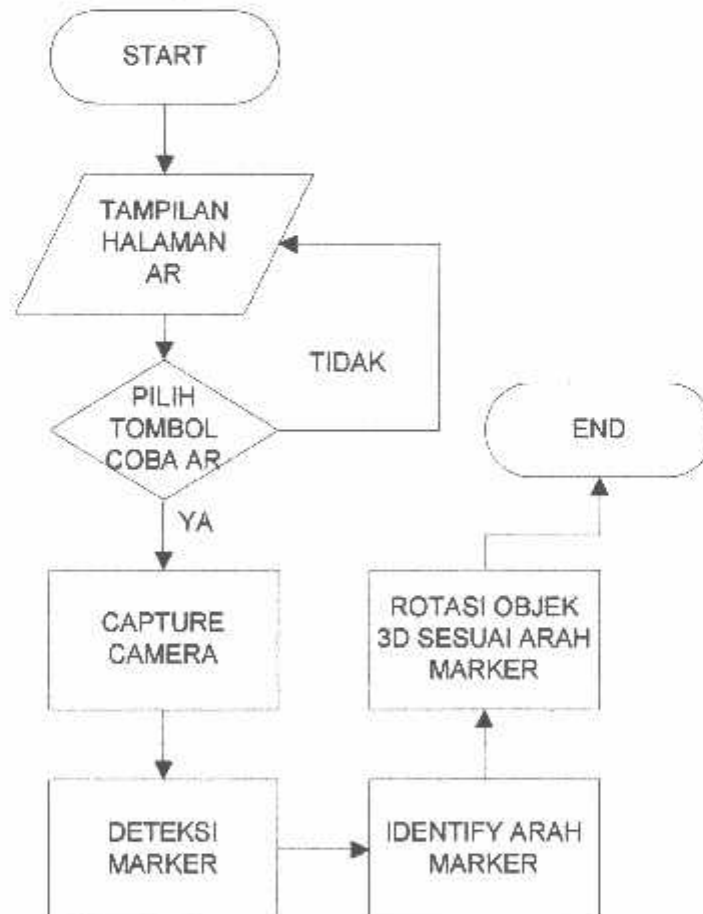 START
TAMPILAN
HALAMAN
AR
TIDAK
PILIH
TOMBOL
COBA AR
END
YA
CAPTURE
CAMERA
ROTASI OBJEK
3D SESUAI ARAH
MARKER
DETEKSI
MARKER
IDENTIFY ARAH
MARKER